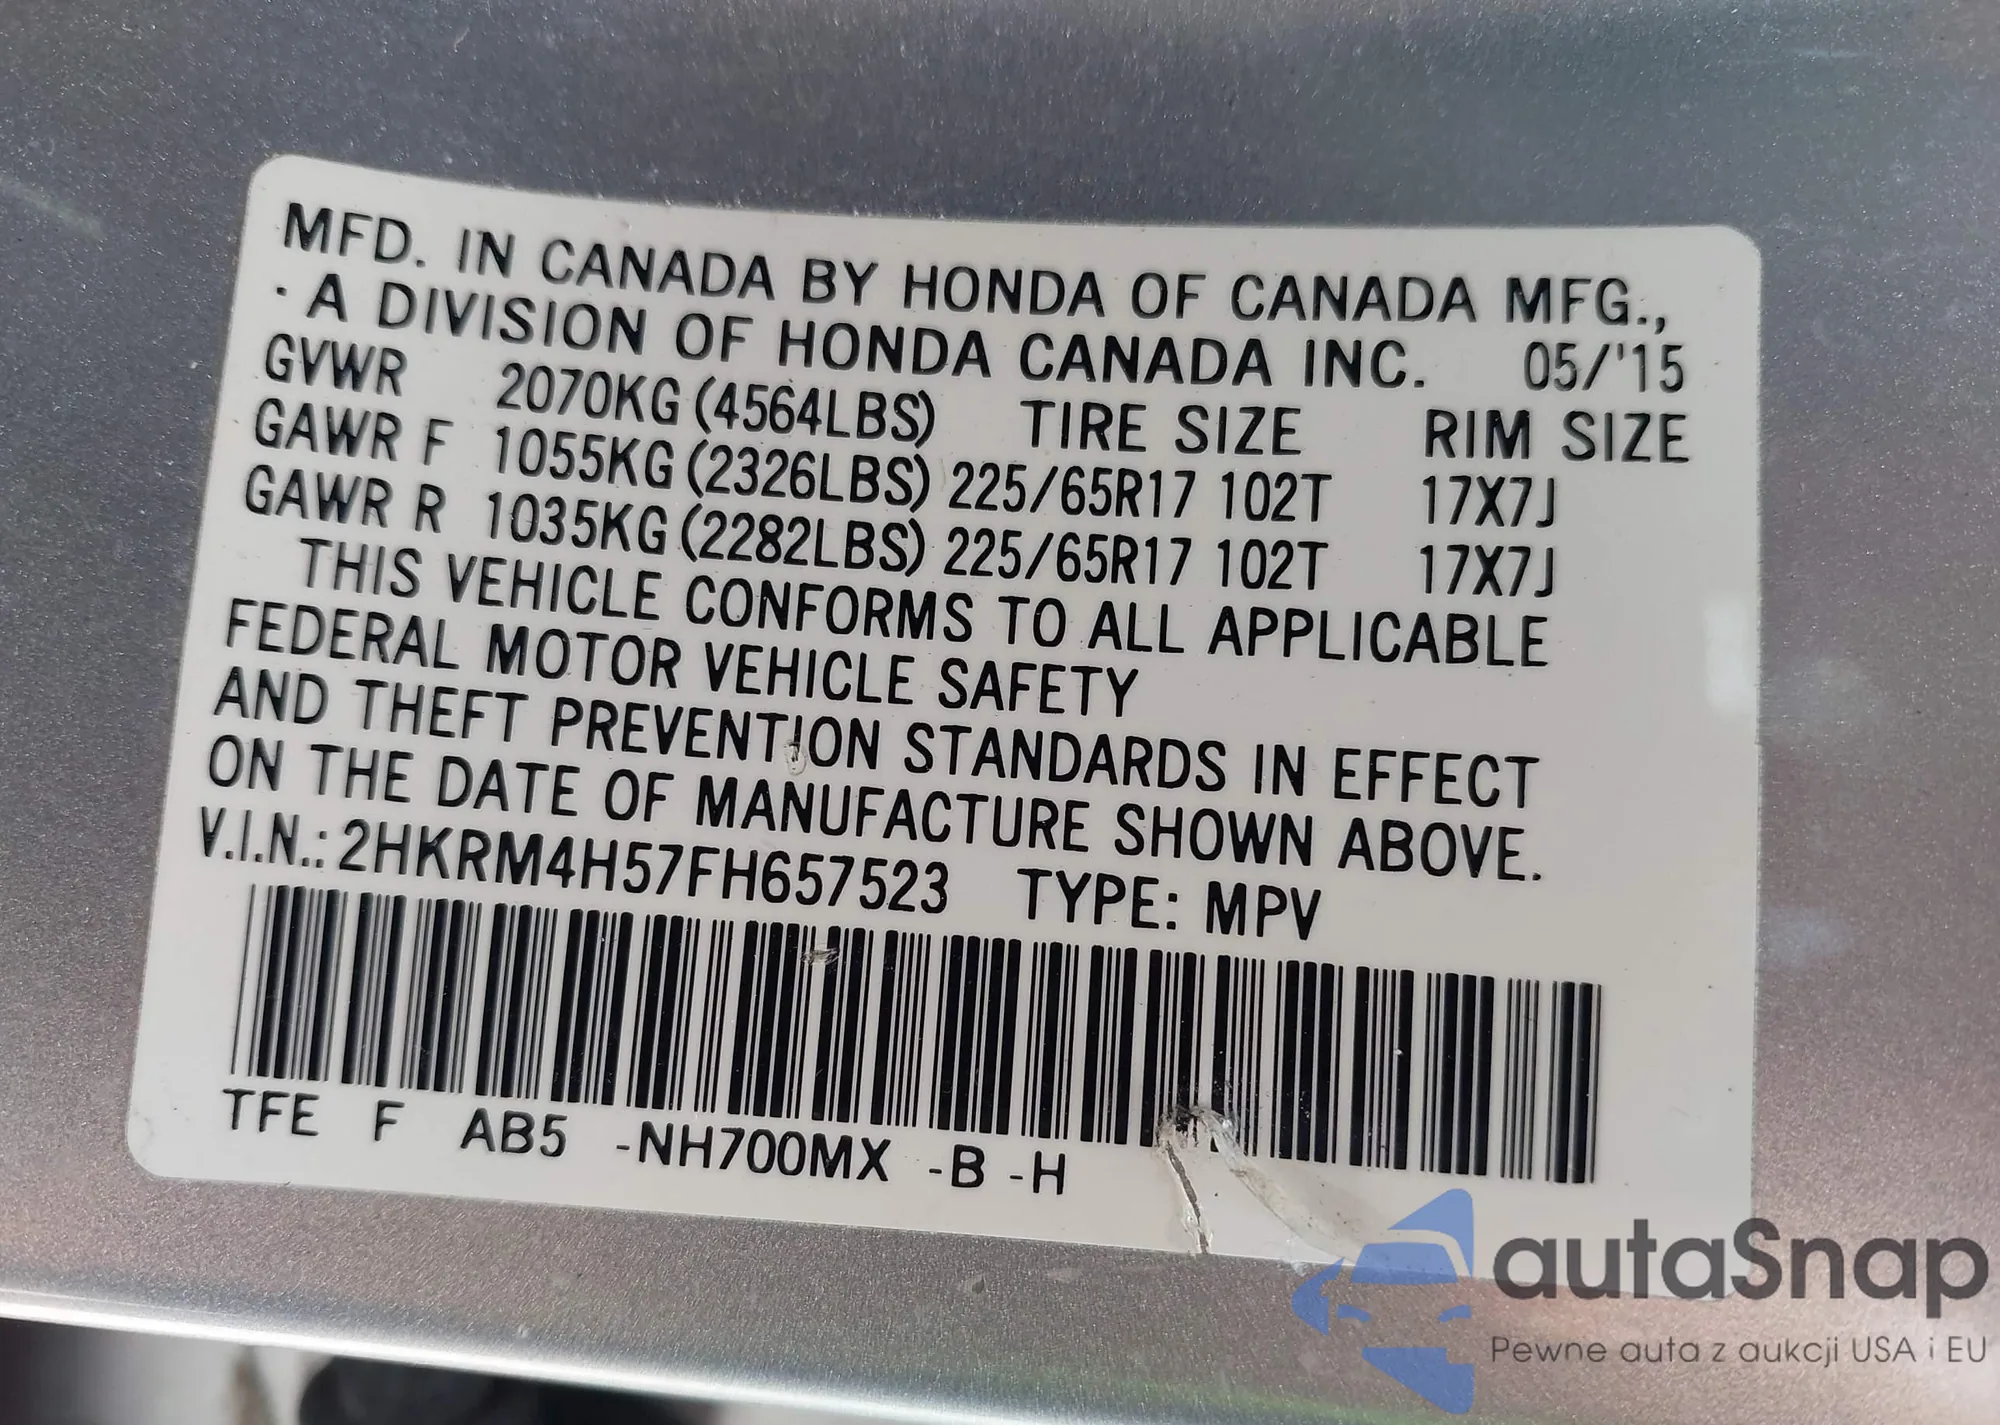 MFD. IN CANADA BY HONDA OF CANADA MFG.,
· A DIVISION OF HONDA CANADA INC. 05/'15
GVWR 2070KG (4564LBS) TIRE SIZE RIM SIZE
GAWR F 1055KG (2326LBS) 225/65R17 102T 17X7J
GAWR R 1035KG (2282LBS) 225/65R17 102T 17X7J
THIS VEHICLE CONFORMS TO ALL APPLICABLE
FEDERAL MOTOR VEHICLE SAFETY
AND THEFT PREVENTION STANDARDS IN EFFECT
ON THE DATE OF MANUFACTURE SHOWN ABOVE.
V.I.N.: 2HKRM4H57FH657523 TYPE: MPV
TFE F AB5 -NH700MX -B -H
autaSnap
Pewne auta z aukcji USA i EU